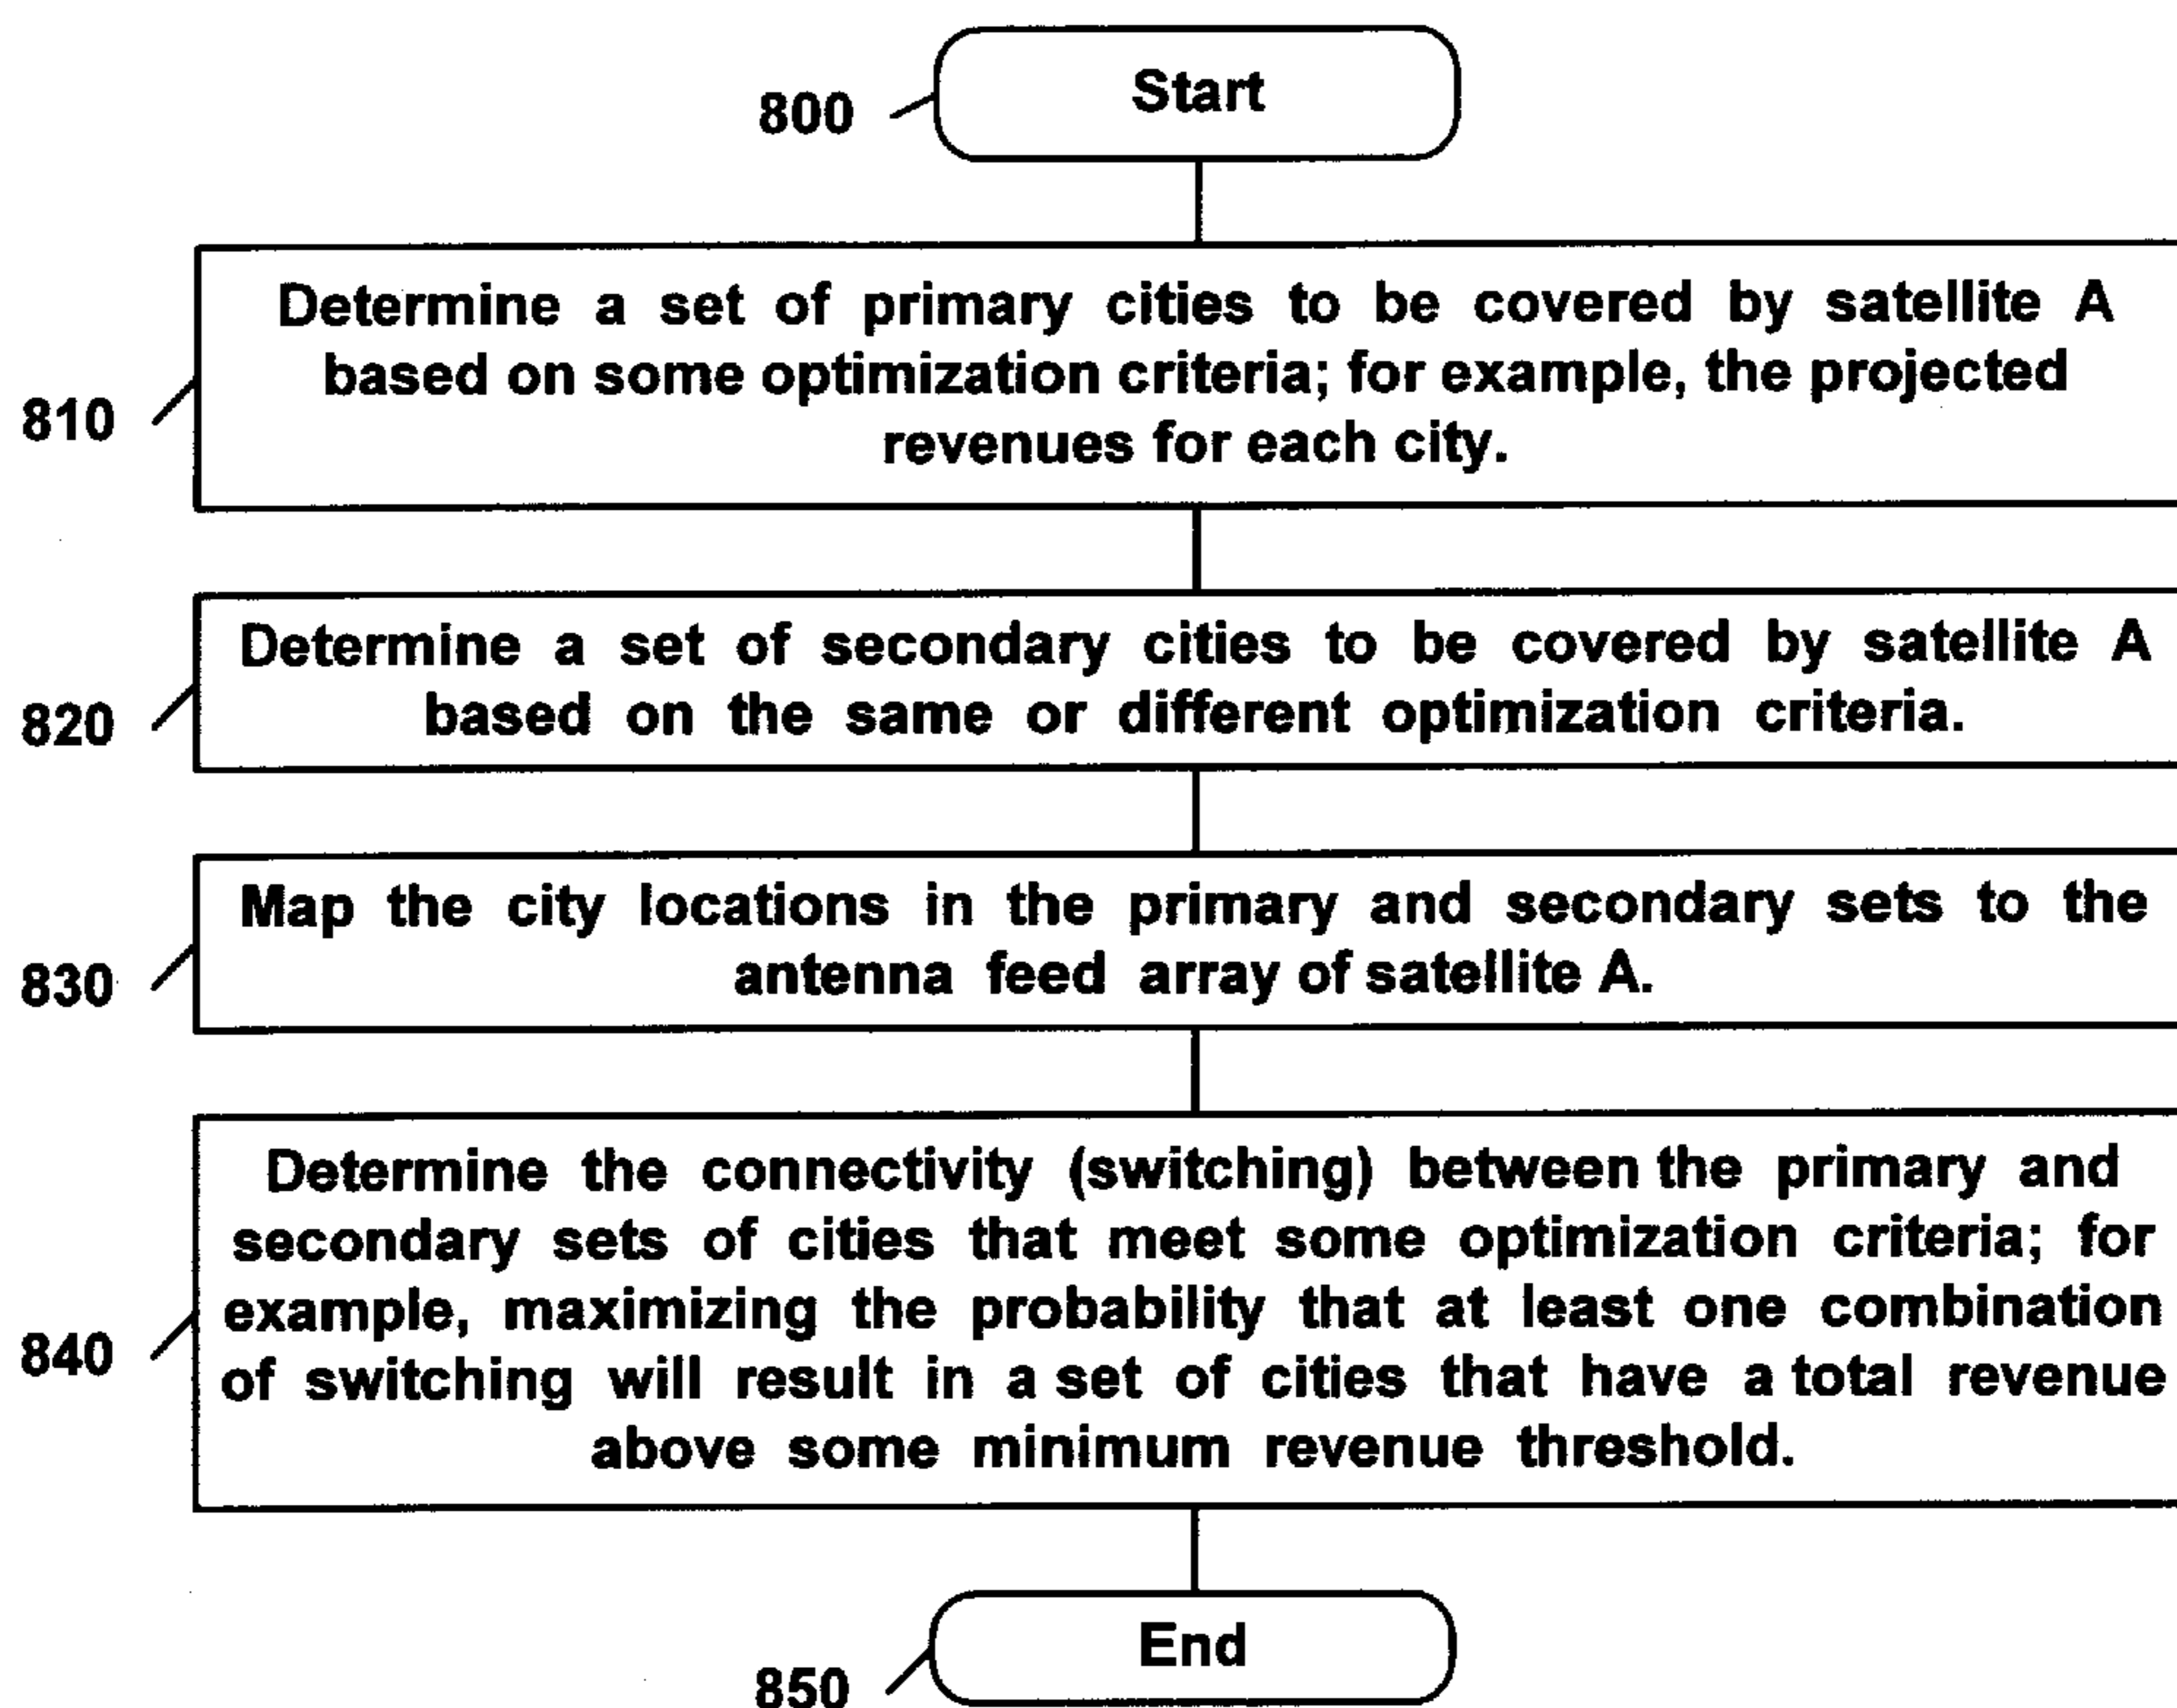 Start
800
Determine a set of primary cities to be covered by satellite A
based on some optimization criteria; for example, the projected
revenues for each city.
810
Determine a set of secondary cities to be covered by satellite A
based on the same or different optimization criteria.
820
Map the city locations in the primary and secondary sets to the
antenna feed array of satellite A.
830
Determine the connectivity (switching) between the primary and
secondary sets of cities that meet some optimization criteria; for
example, maximizing the probability that at least one combination
of switching will result in a set of cities that have a total revenue
above some minimum revenue threshold.
840
End
850